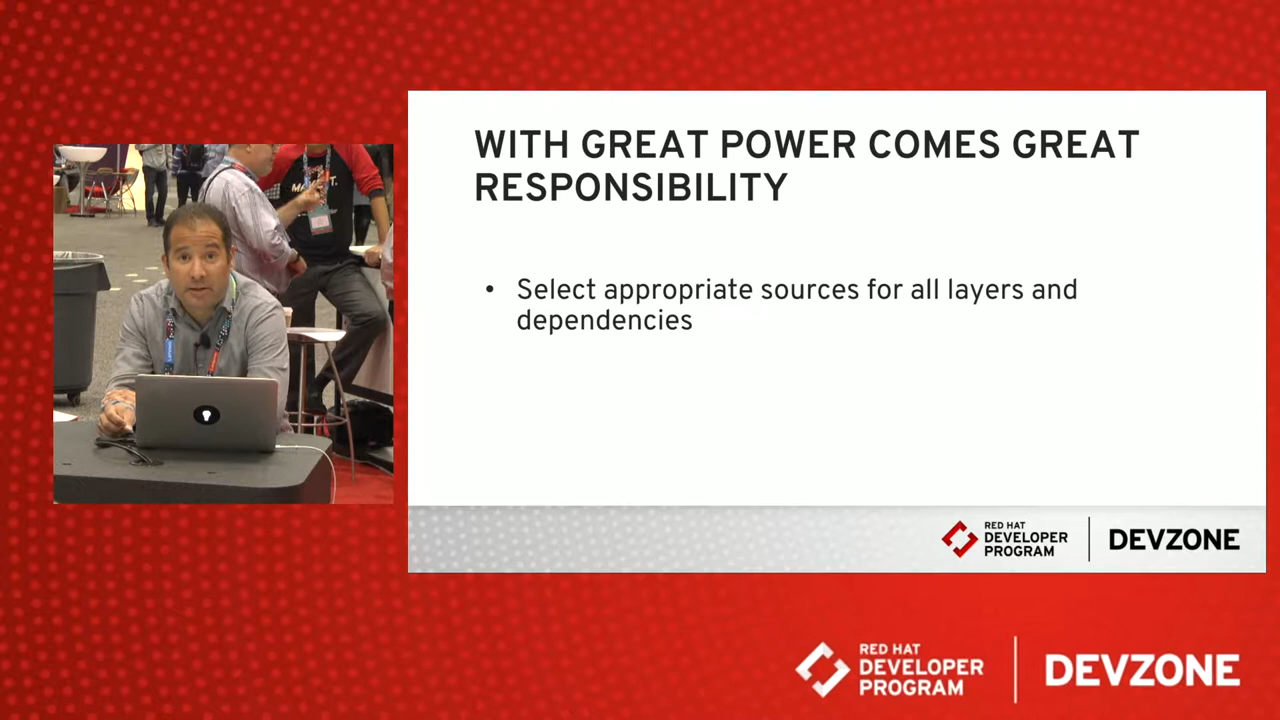 WITH GREAT POWER COMES GREAT
RESPONSIBILITY
• Select appropriate sources for all layers and
dependencies
RED HAT
DEVELOPER
PROGRAM
DEVZONE
RED HAT
DEVELOPER
PROGRAM
DEVZONE